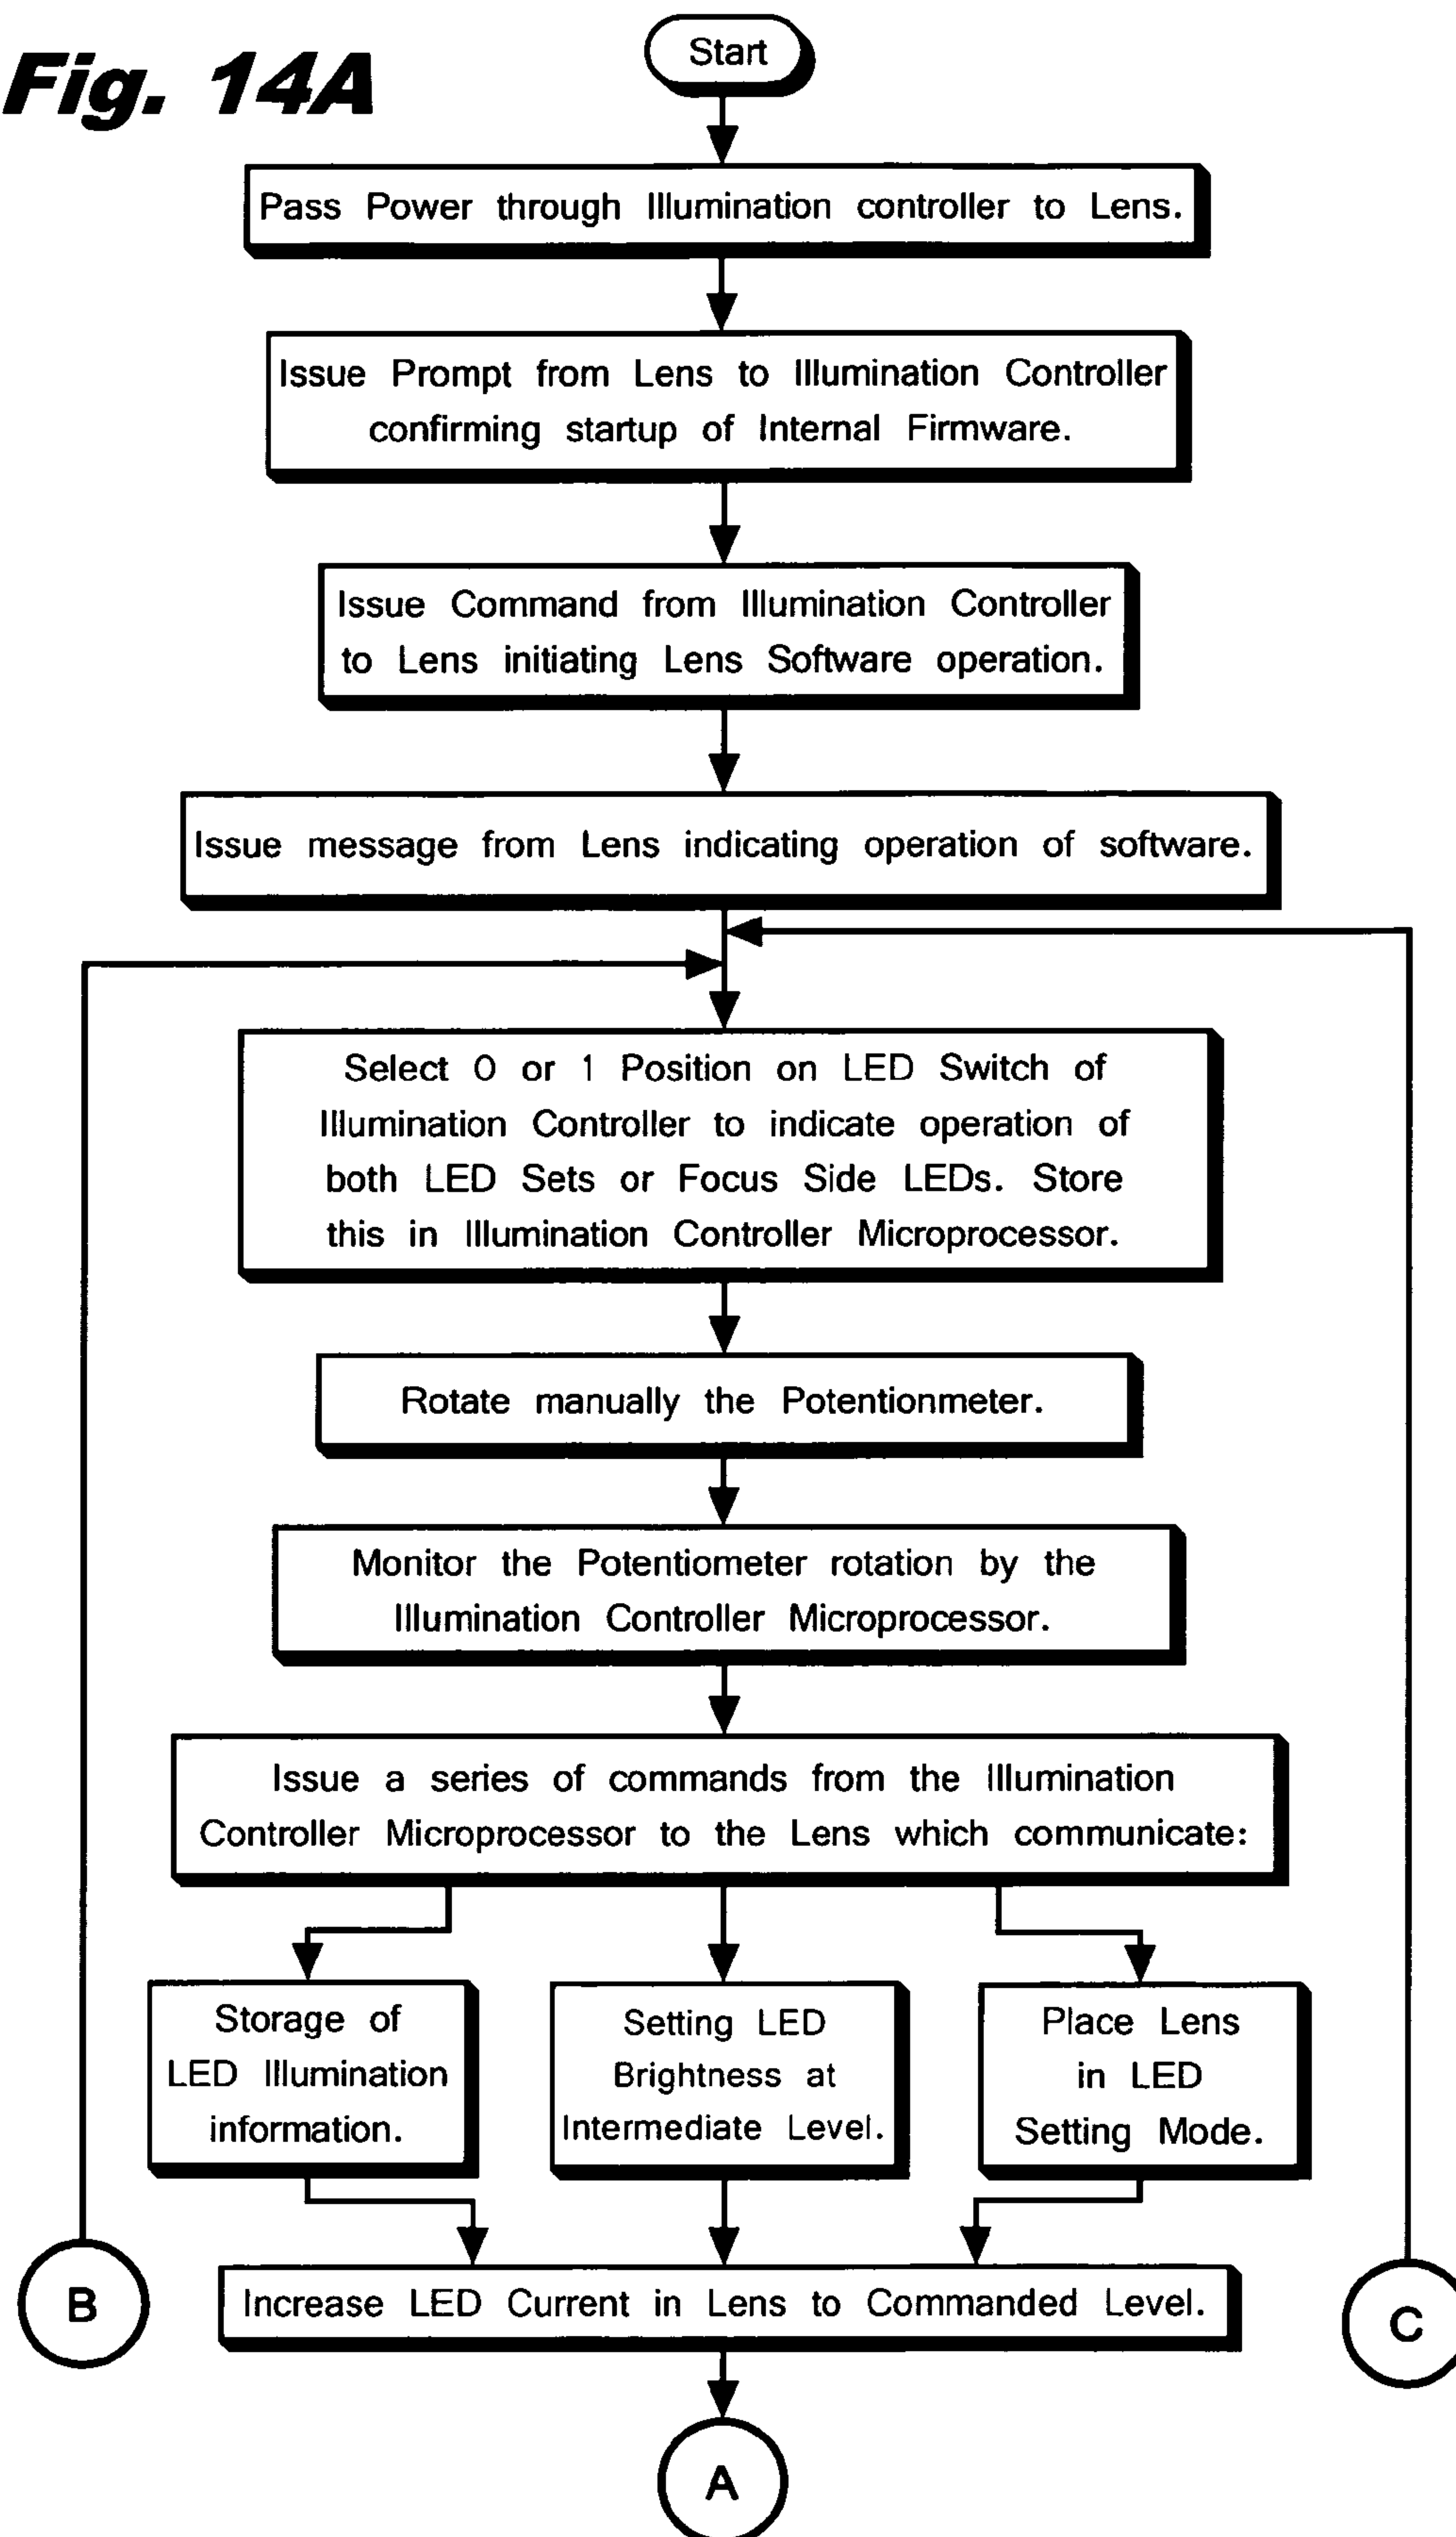 Fig. 14A
Start
Pass Power through Illumination controller to Lens.
Issue Prompt from Lens to Illumination Controller
confirming startup of Internal Firmware.
Issue Command from Illumination Controller
to Lens initiating Lens Software operation.
Issue message from Lens indicating operation of software.
Select 0 or 1 Position on LED Switch of
Illumination Controller to indicate operation of
both LED Sets or Focus Side LEDs. Store
this in Illumination Controller Microprocessor.
Rotate manually the Potentionmeter.
Monitor the Potentiometer rotation by the
Illumination Controller Microprocessor.
Issue a series of commands from the Illumination
Controller Microprocessor to the Lens which communicate:
Storage of
LED Illumination
information.
Setting LED
Brightness at
Intermediate Level.
Place Lens
in LED
Setting Mode.
Increase LED Current in Lens to Commanded Level.
B
C
A